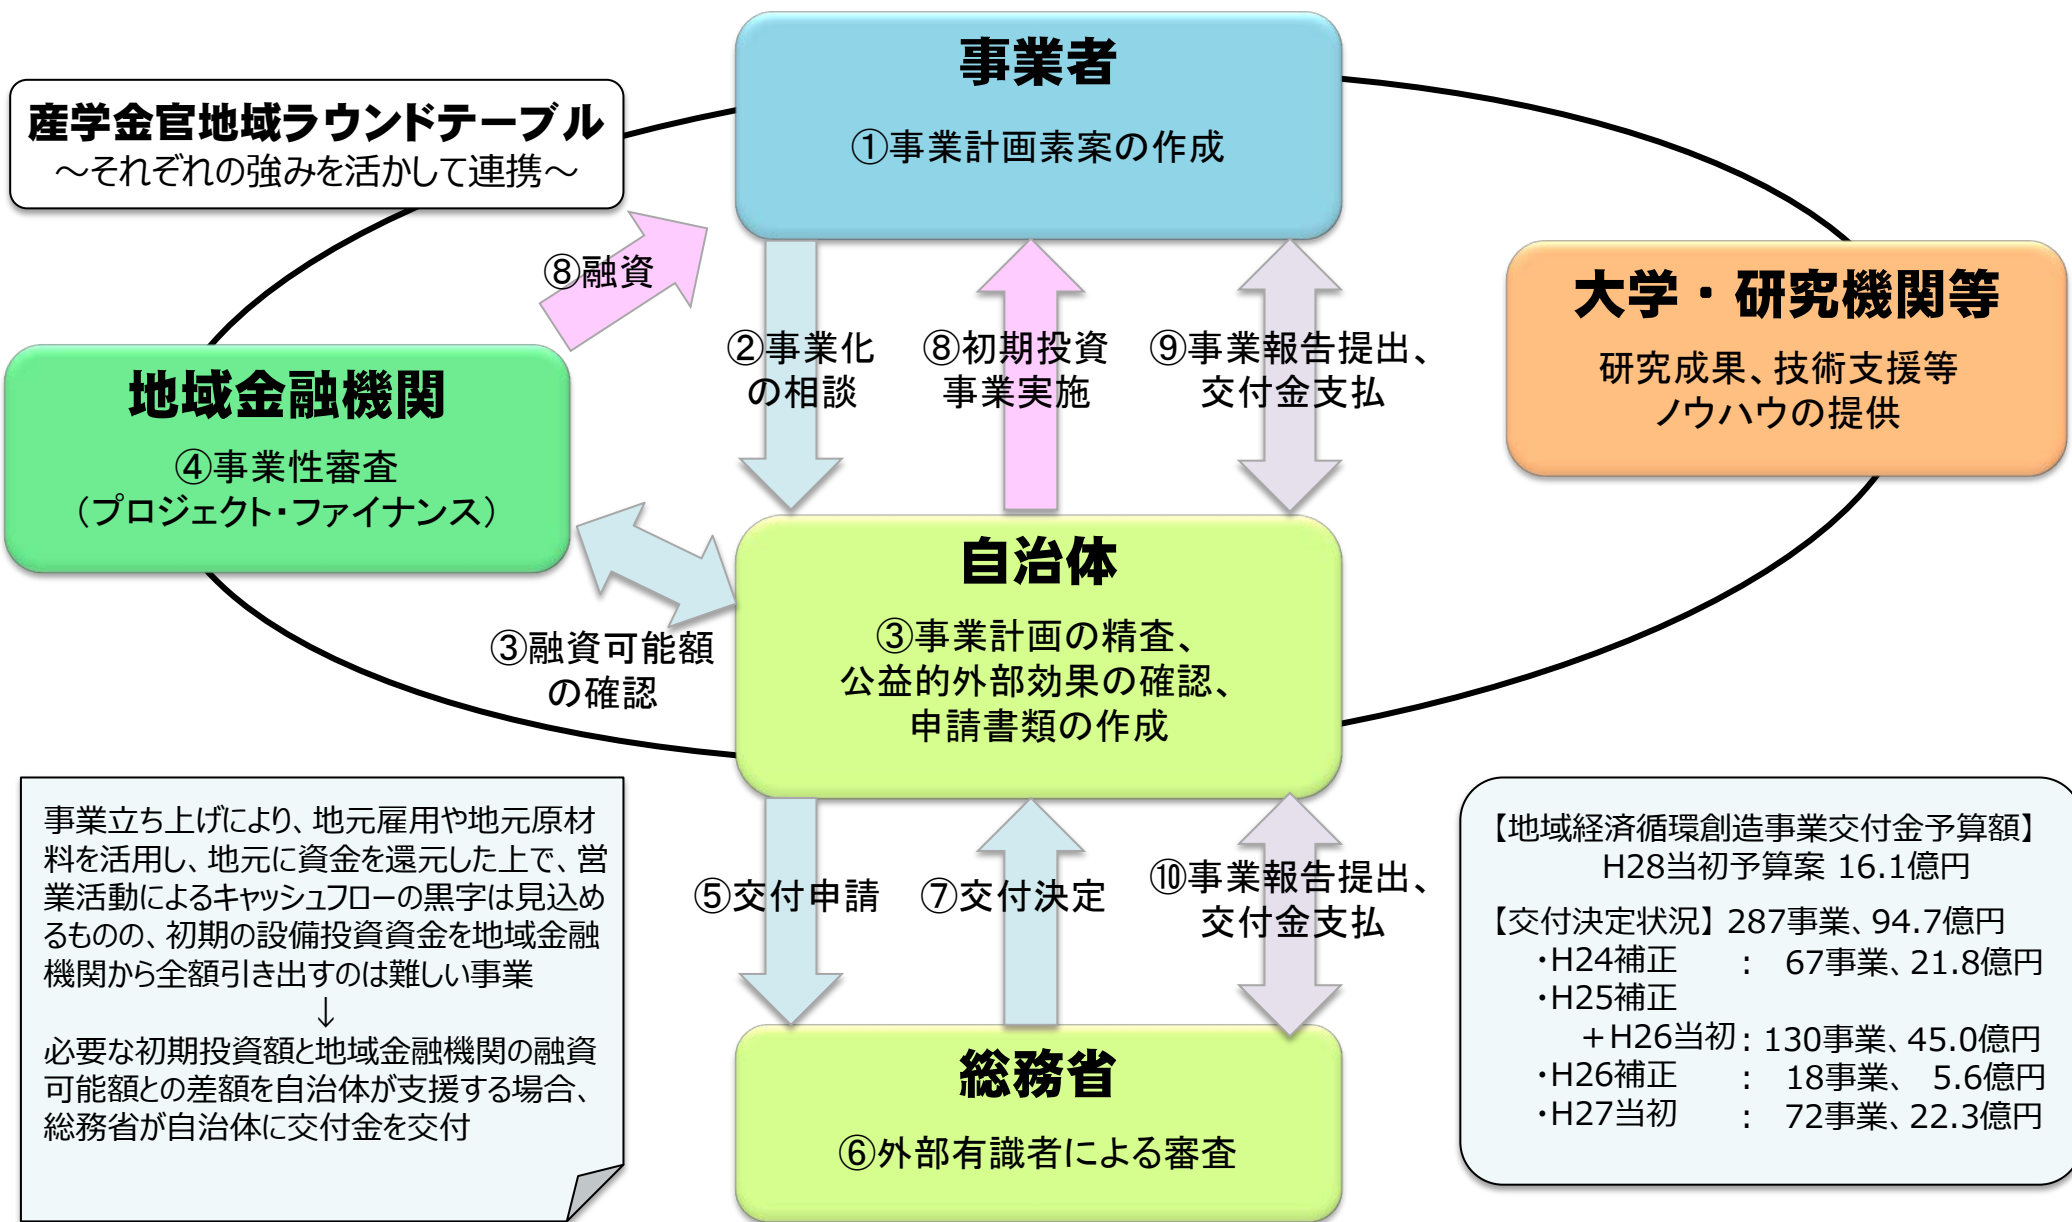 事業者
①事業計画素案の作成
産学金官地域ラウンドテーブル
～それぞれの強みを活かして連携～
⑧融資
②事業化
の相談
⑧初期投資
事業実施
⑨事業報告提出、
交付金支払
大学・研究機関等
研究成果、技術支援等
ノウハウの提供
地域金融機関
④事業性審査
（プロジェクト・ファイナンス）
③融資可能額
の確認
自治体
③事業計画の精査、
公益的外部効果の確認、
申請書類の作成
⑤交付申請
⑦交付決定
⑩事業報告提出、
交付金支払
総務省
⑥外部有識者による審査
事業立ち上げにより、地元雇用や地元原材
料を活用し、地元に資金を還元した上で、営
業活動によるキャッシュフローの黒字は見込め
るものの、初期の設備投資資金を地域金融
機関から全額引き出すのは難しい事業
↓
必要な初期投資額と地域金融機関の融資
可能額との差額を自治体が支援する場合、
総務省が自治体に交付金を交付
【地域経済循環創造事業交付金予算額】
H28当初予算案 16.1億円
【交付決定状況】287事業、94.7億円
・H24補正 ： 67事業、21.8億円
・H25補正
＋H26当初：130事業、45.0億円
・H26補正 ： 18事業、 5.6億円
・H27当初 ： 72事業、22.3億円